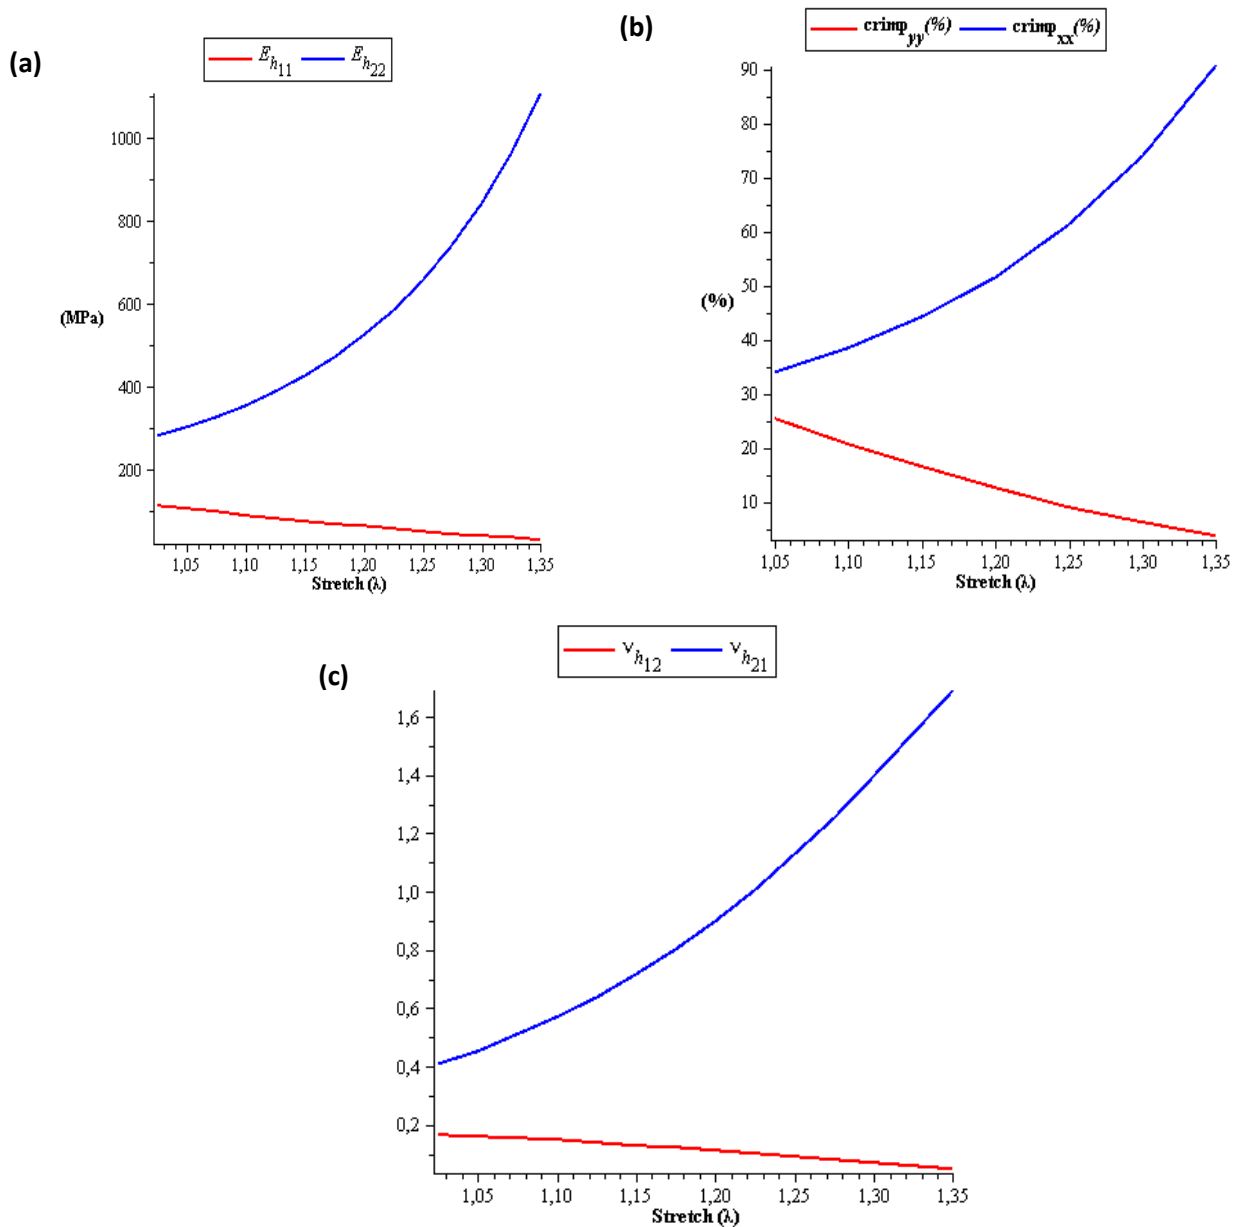 (a)
E_h11 E_h22
1000
800
600
(MPa)
400
200
1,05 1,10 1,15 1,20 1,25 1,30 1,35
Stretch (λ)
(b)
crimp_yy(%) crimp_xx(%)
90
80
70
60
50
(%)
40
30
20
10
1,05 1,10 1,15 1,20 1,25 1,30 1,35
Stretch (λ)
(c)
ν_h12 ν_h21
1,6
1,4
1,2
1,0
0,8
0,6
0,4
0,2
1,05 1,10 1,15 1,20 1,25 1,30 1,35
Stretch (λ)